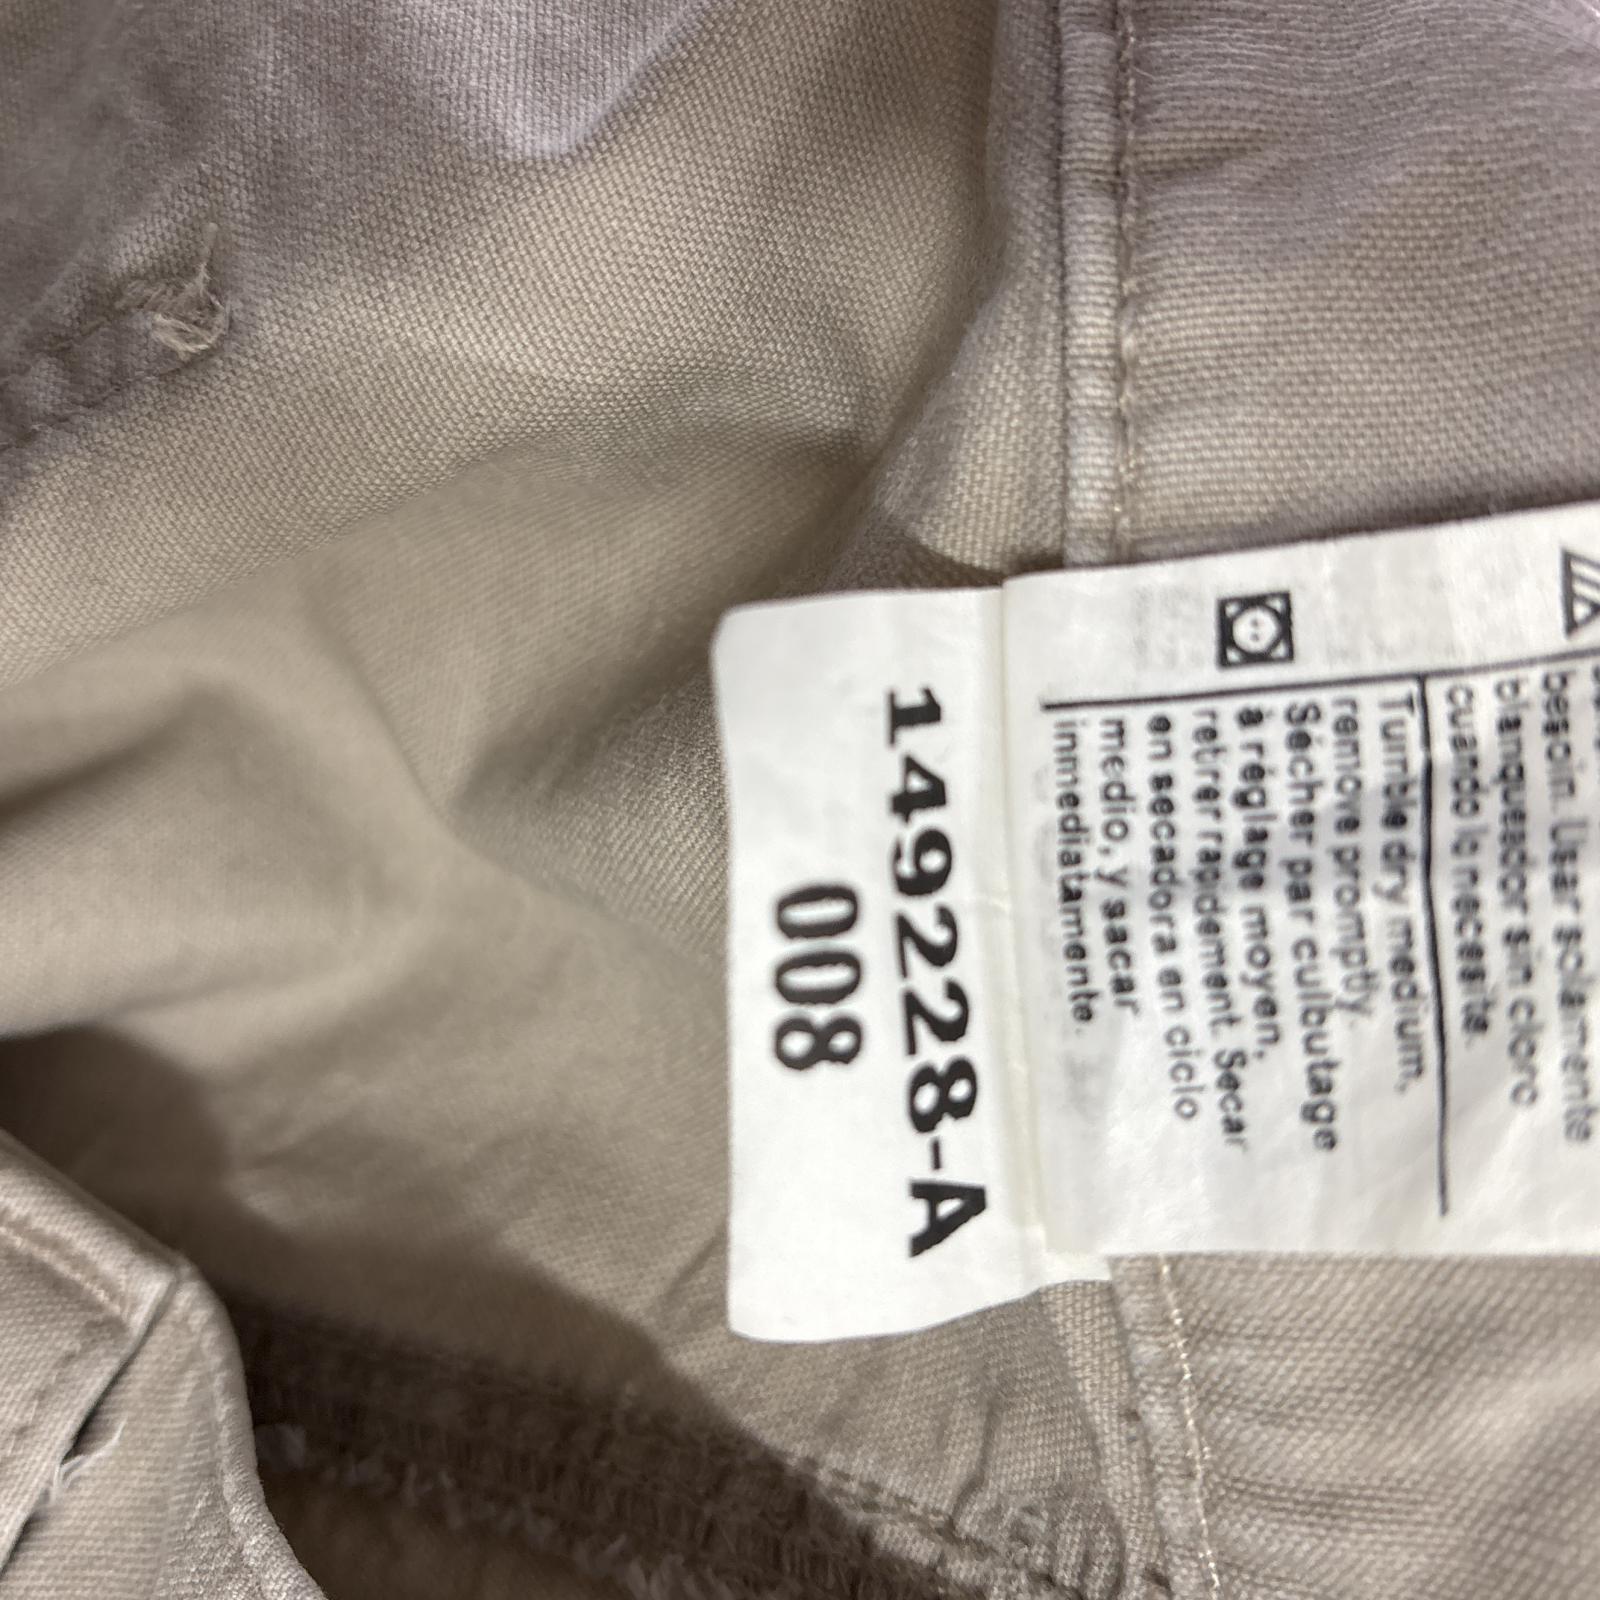 besoin. Usar solamente
blanqueador sin cloro
cuando lo necesite.
Tumble dry medium,
remove promptly.
Sécher par culbutage
à réglage moyen,
retirer rapidement. Secar
en secadora en ciclo
medio, y sacar
inmediatamente.
149228-A
008